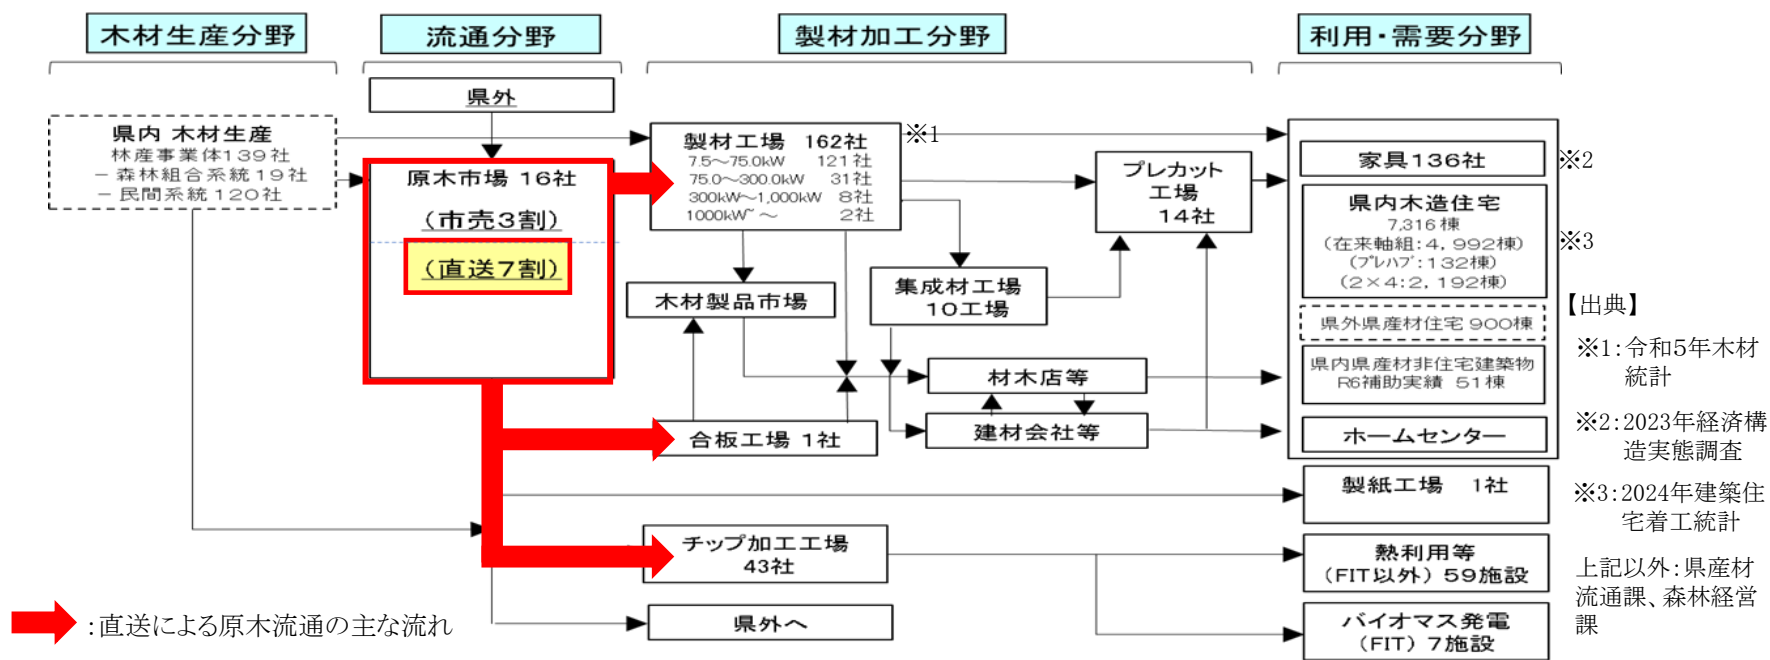 木材生産分野
流通分野
製材加工分野
利用・需要分野
県外
県内 木材生産
林産事業体139社
－森林組合系統19社
－民間系統120社
原木市場 16社
(市売3割)
(直送7割)
製材工場 162社
7.5～75.0kW 121社
75.0～300.0kW 31社
300kW～1,000kW 8社
1000kW～ 2社
※1
プレカット
工場
14社
木材製品市場
集成材工場
10工場
材木店等
建材会社等
合板工場 1社
チップ加工工場
43社
県外へ
家具136社
※2
県内木造住宅
7,316棟
(在来軸組:4,992棟)
(プレハブ:132棟)
(2×4:2,192棟)
※3
県外県産材住宅 900棟
県内県産材非住宅建築物
R6補助実績 51棟
ホームセンター
製紙工場 1社
熱利用等
(FIT以外) 59施設
バイオマス発電
(FIT) 7施設
【出典】
※1:令和5年木材
統計
※2:2023年経済構
造実態調査
※3:2024年建築住
宅着工統計
上記以外:県産材
流通課、森林経営
課
:直送による原木流通の主な流れ